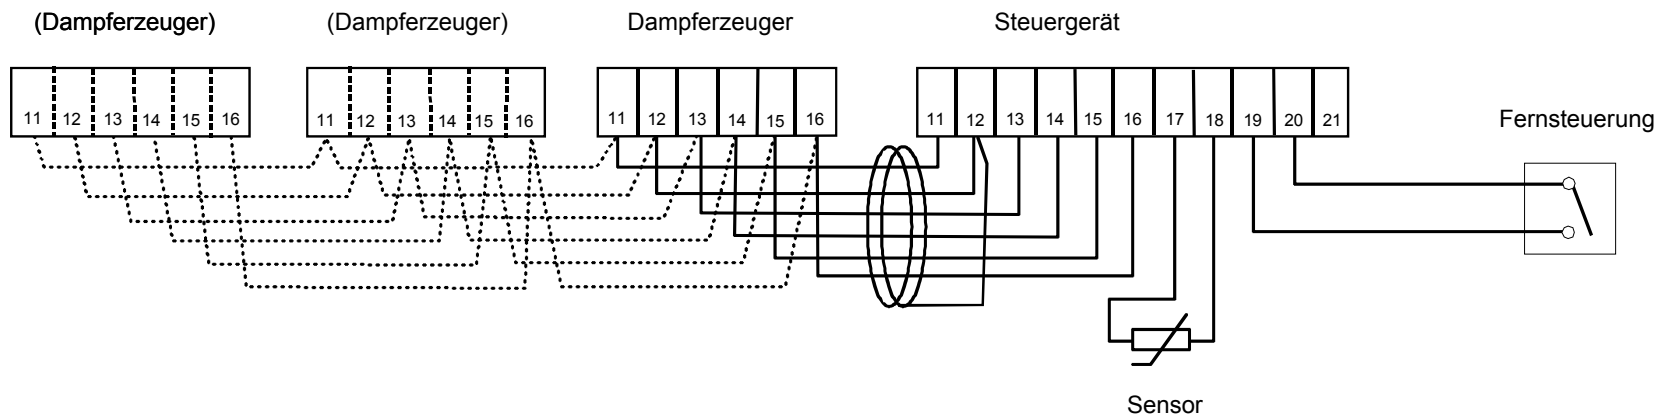 (Dampferzeuger) (Dampferzeuger) Dampferzeuger Steuergerät
11 12 13 14 15 16 11 12 13 14 15 16 11 12 13 14 15 16 11 12 13 14 15 16 17 18 19 20 21
Fernsteuerung
Sensor